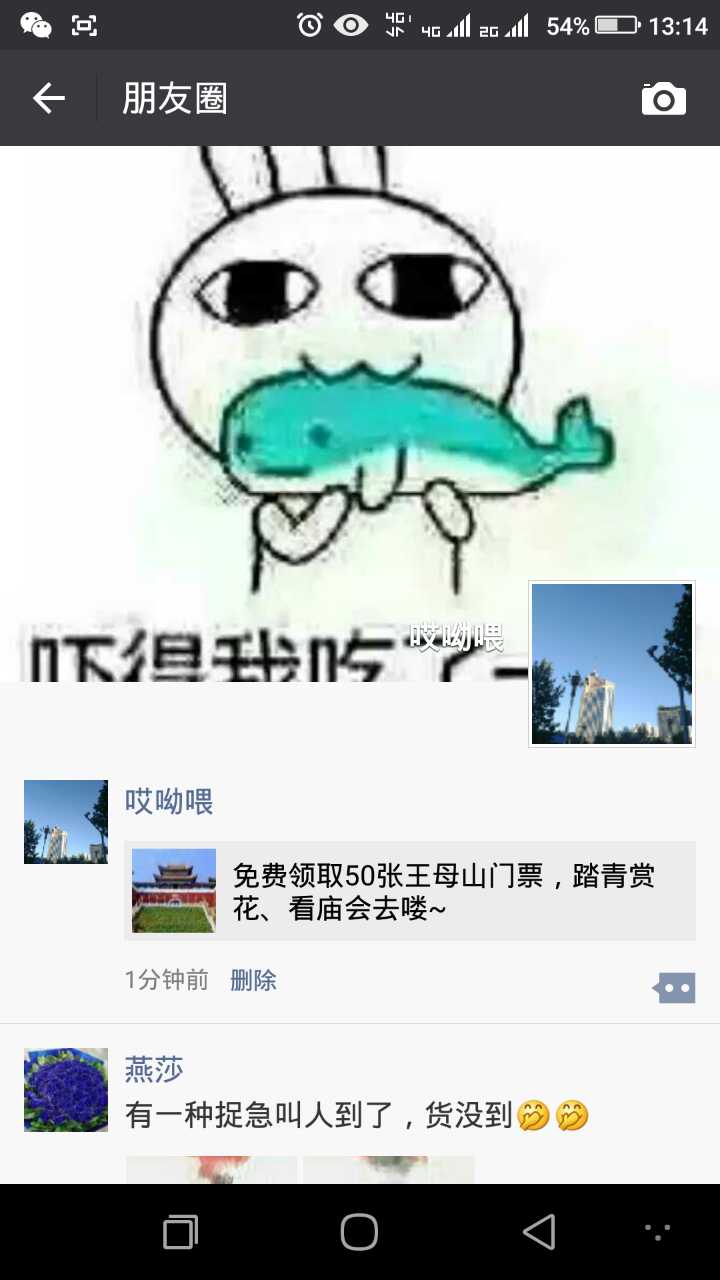 4G 4G 2G 54% 13:14
朋友圈
吓得我吃了一
哎呦喂
哎呦喂
免费领取50张王母山门票，踏青赏
花、看庙会去喽~
1分钟前 删除
燕莎
有一种捉急叫人到了，货没到🤭🤭